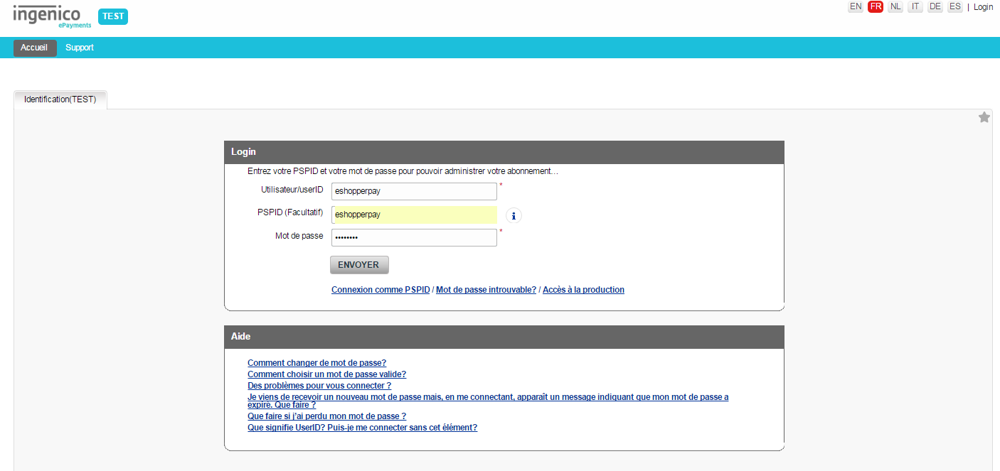 ingenico
ePayments
TEST
EN FR NL IT DE ES | Login
Accueil Support
Identification(TEST)
Login
Entrez votre PSPID et votre mot de passe pour pouvoir administrer votre abonnement…
Utilisateur/userID eshopperpay *
PSPID (Facultatif) eshopperpay i
Mot de passe •••••••• *
ENVOYER
Connexion comme PSPID / Mot de passe introuvable? / Accès à la production
Aide
Comment changer de mot de passe?
Comment choisir un mot de passe valide?
Des problèmes pour vous connecter ?
Je viens de recevoir un nouveau mot de passe mais, en me connectant, apparaît un message indiquant que mon mot de passe a
expiré. Que faire ?
Que faire si j'ai perdu mon mot de passe ?
Que signifie UserID? Puis-je me connecter sans cet élément?